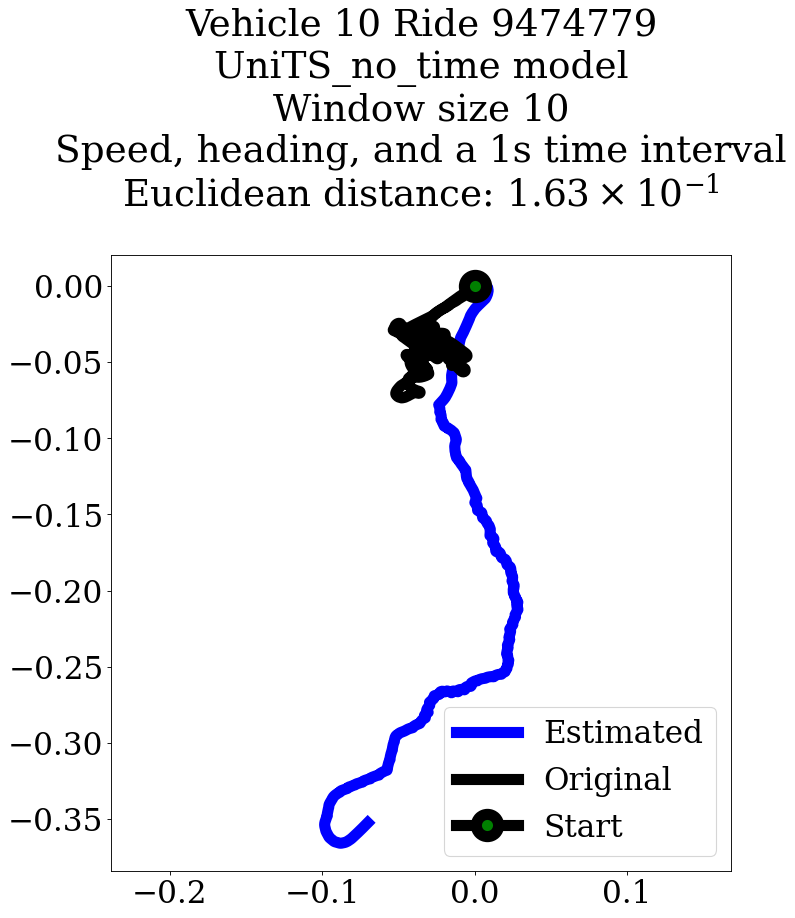 Vehicle 10 Ride 9474779
UniTS_no_time model
Window size 10
Speed, heading, and a 1s time interval
Euclidean distance: 1.63 × 10⁻¹
0.00
−0.05
−0.10
−0.15
−0.20
−0.25
−0.30
−0.35
Estimated
Original
Start
−0.2
−0.1
0.0
0.1